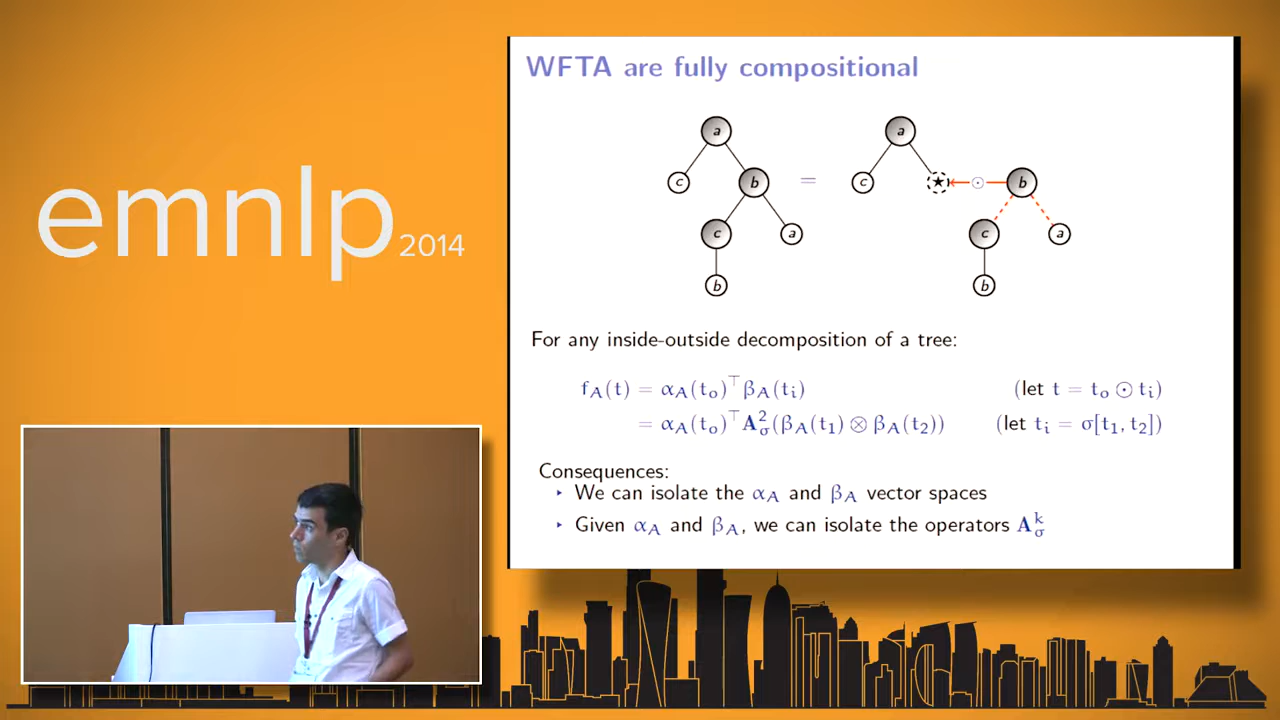 emnlp 2014
WFTA are fully compositional
a
a
c
b
=
c
★
⊙
b
c
a
c
a
b
b
For any inside-outside decomposition of a tree:
f_A(t) = α_A(t_o)^⊤ β_A(t_i) (let t = t_o ⊙ t_i)
= α_A(t_o)^⊤ A_σ^2 (β_A(t_1) ⊗ β_A(t_2)) (let t_i = σ[t_1, t_2])
Consequences:
‣ We can isolate the α_A and β_A vector spaces
‣ Given α_A and β_A, we can isolate the operators A_σ^k